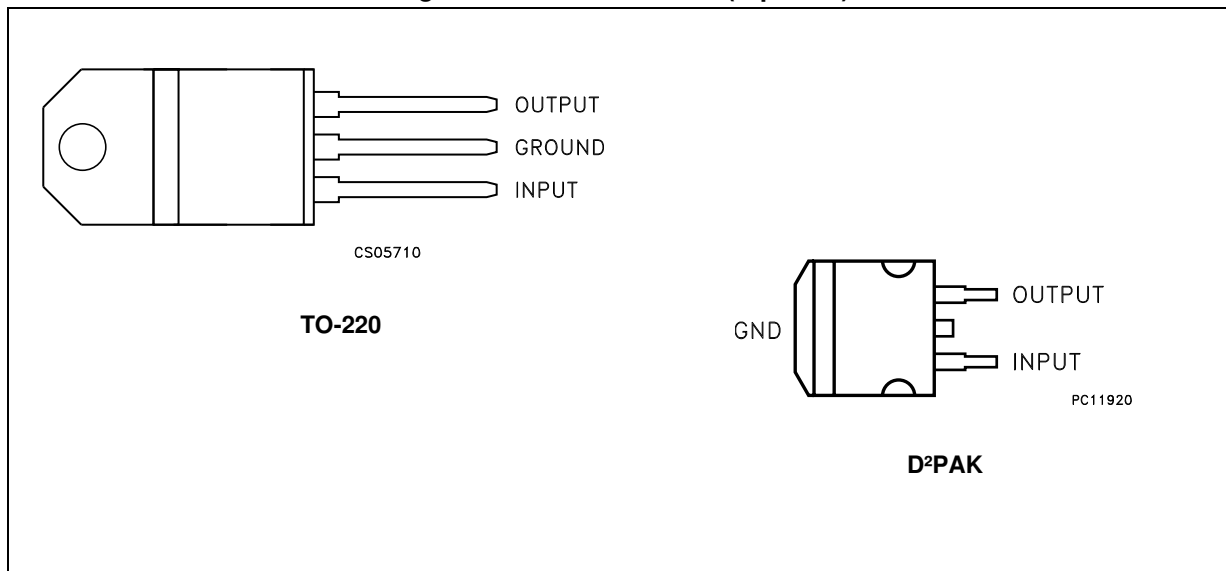 OUTPUT
GROUND
INPUT
CS05710
TO-220
OUTPUT
GND
INPUT
PC11920
D²PAK